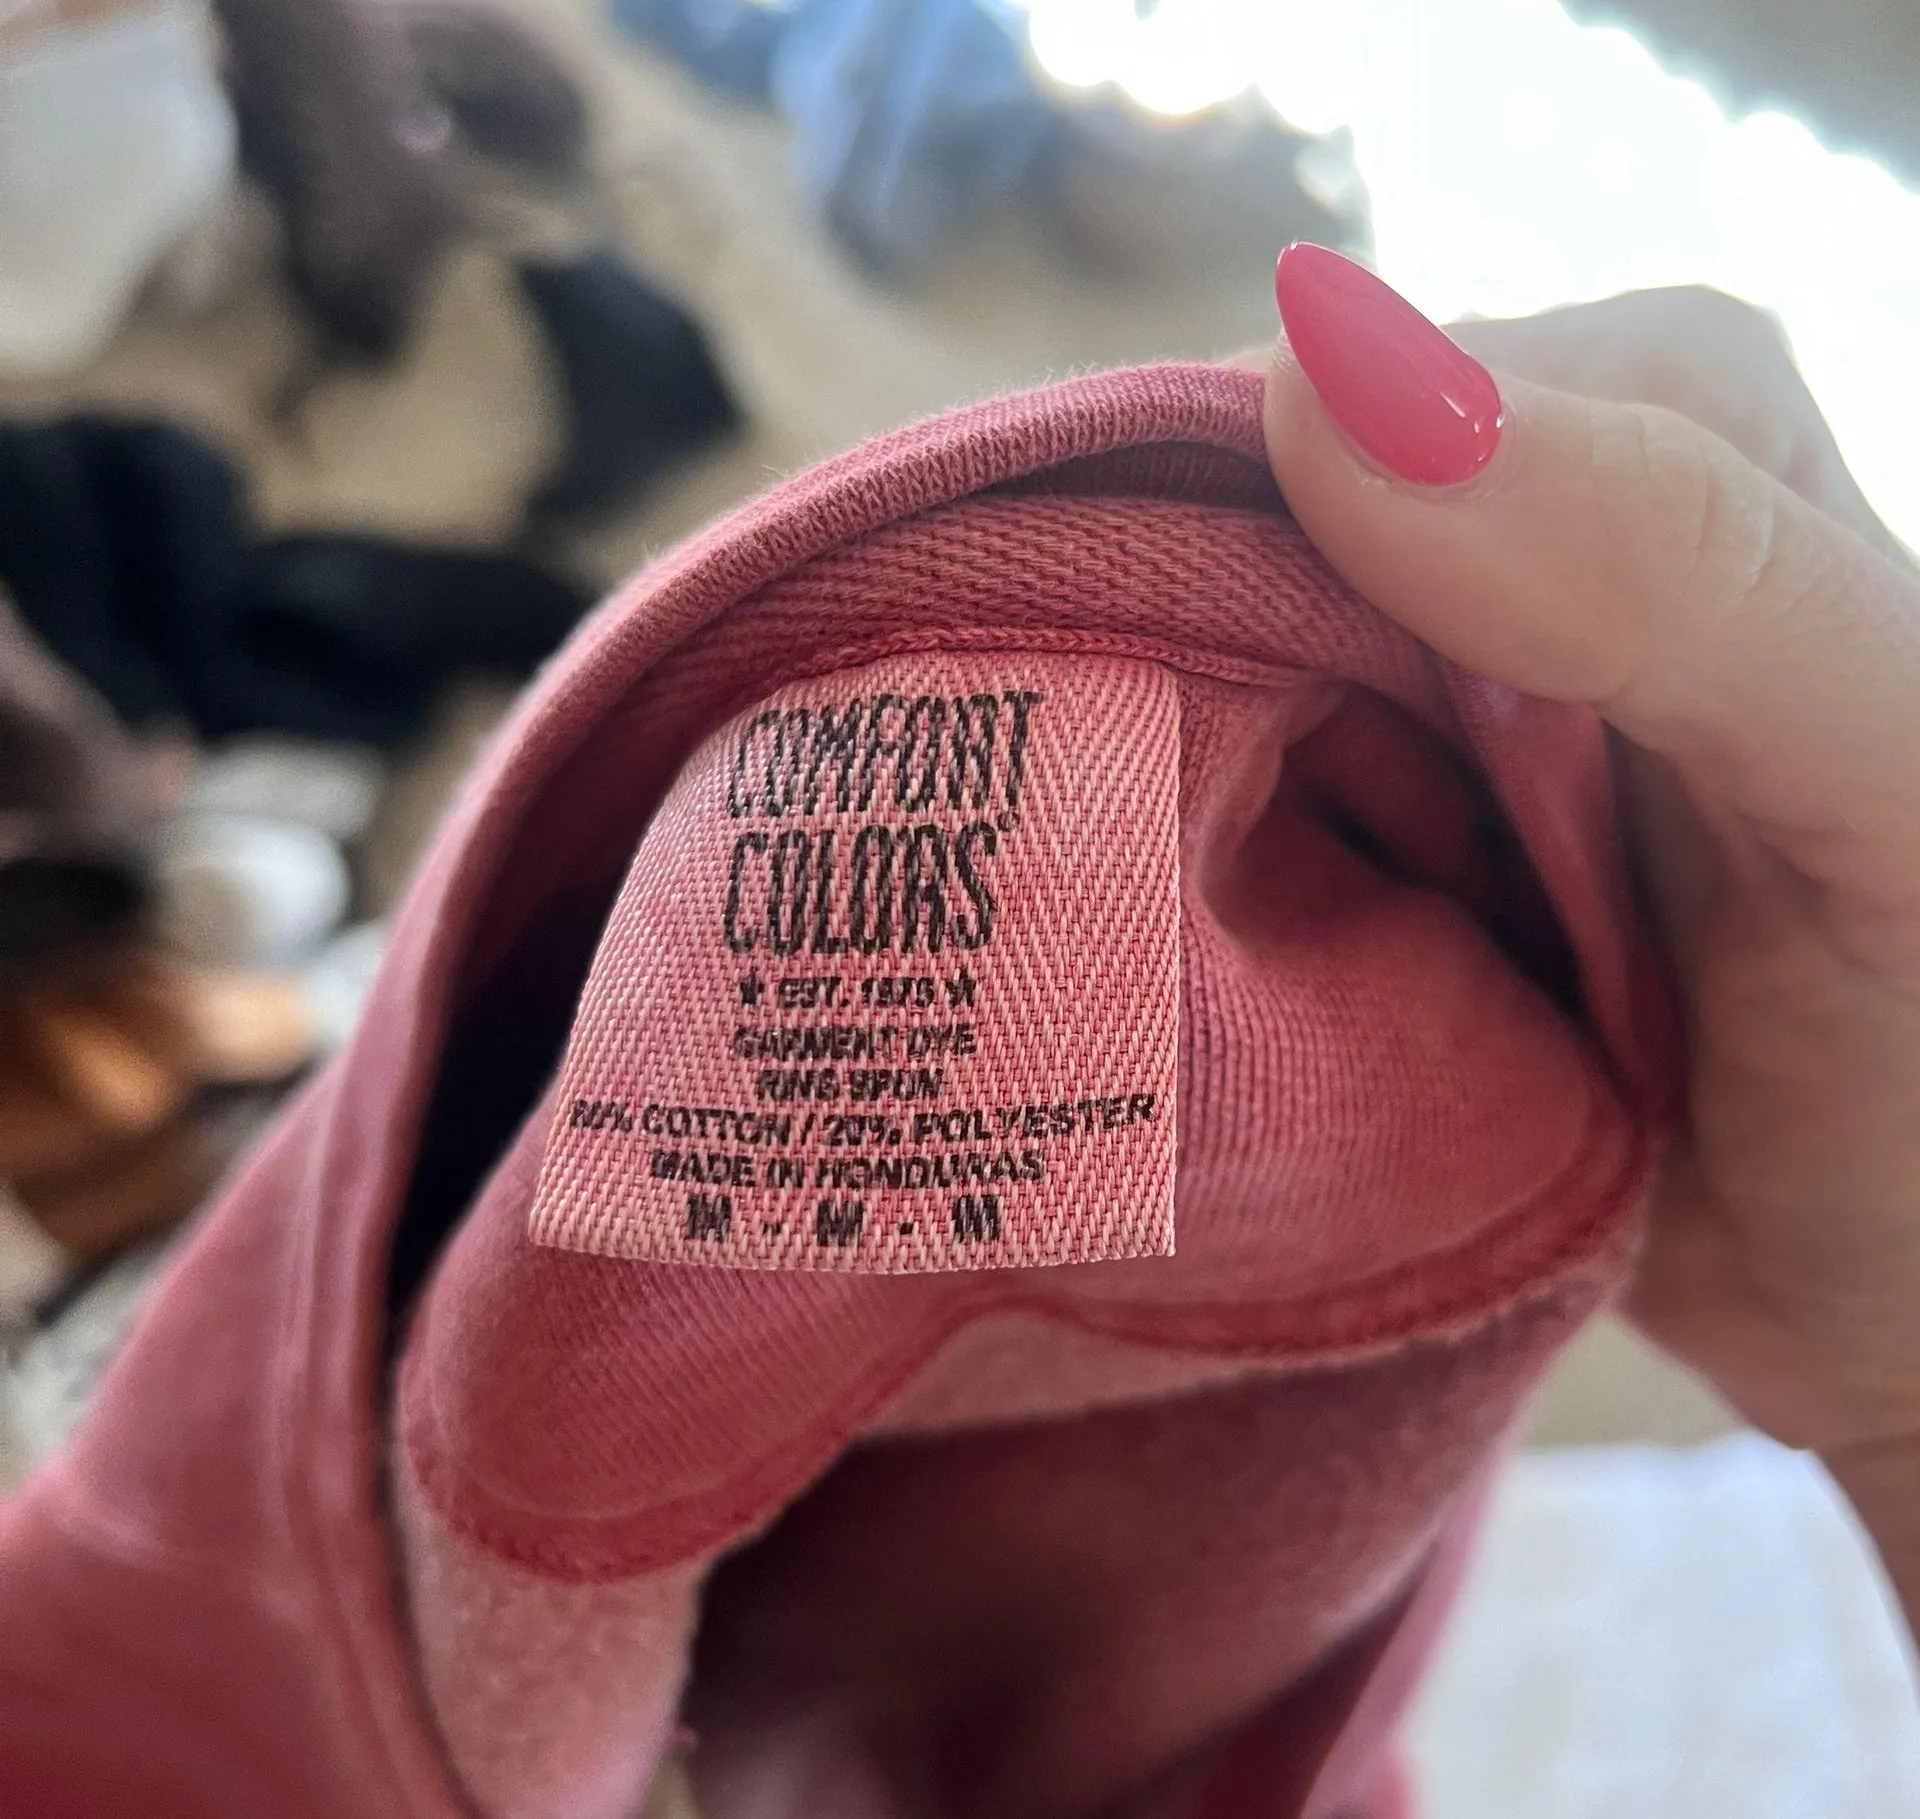 COMFORT
COLORS®
★ EST. 1975 ★
GARMENT DYE
RING SPUN
80% COTTON / 20% POLYESTER
MADE IN HONDURAS
M - M - M